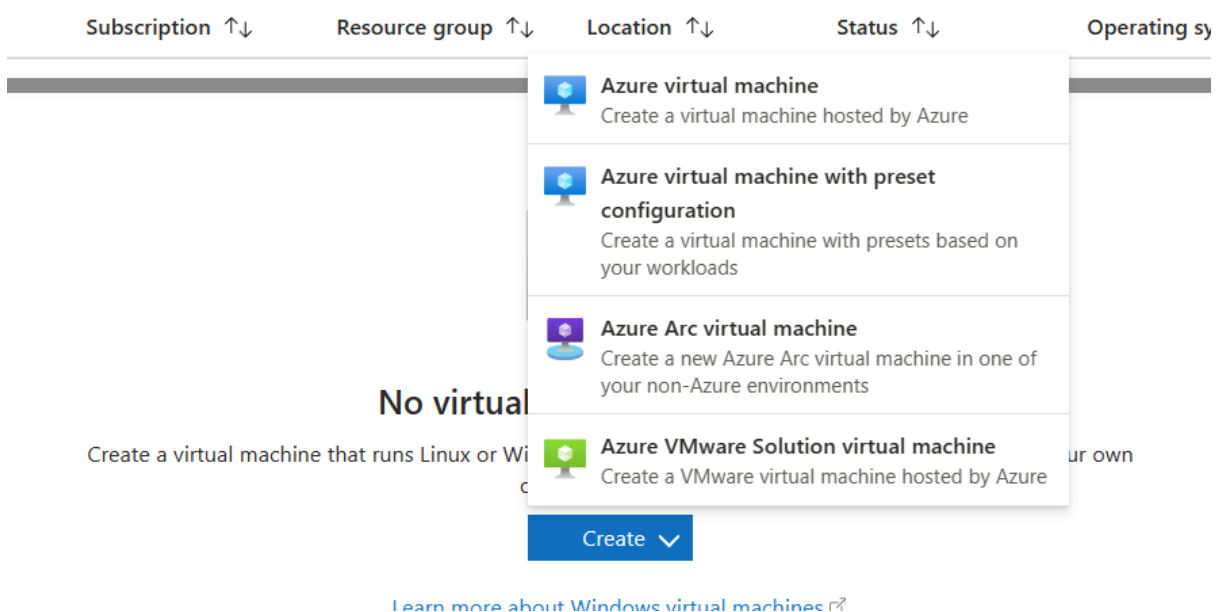 Subscription ↑↓ Resource group ↑↓ Location ↑↓ Status ↑↓ Operating
Azure virtual machine
Create a virtual machine hosted by Azure
Azure virtual machine with preset
configuration
Create a virtual machine with presets based on
your workloads
Azure Arc virtual machine
Create a new Azure Arc virtual machine in one of
your non-Azure environments
No virtual
Azure VMware Solution virtual machine
Create a virtual machine that runs Linux or
own
Create a VMware virtual machine hosted by Azure
Create
Learn more about Windows virtual machines